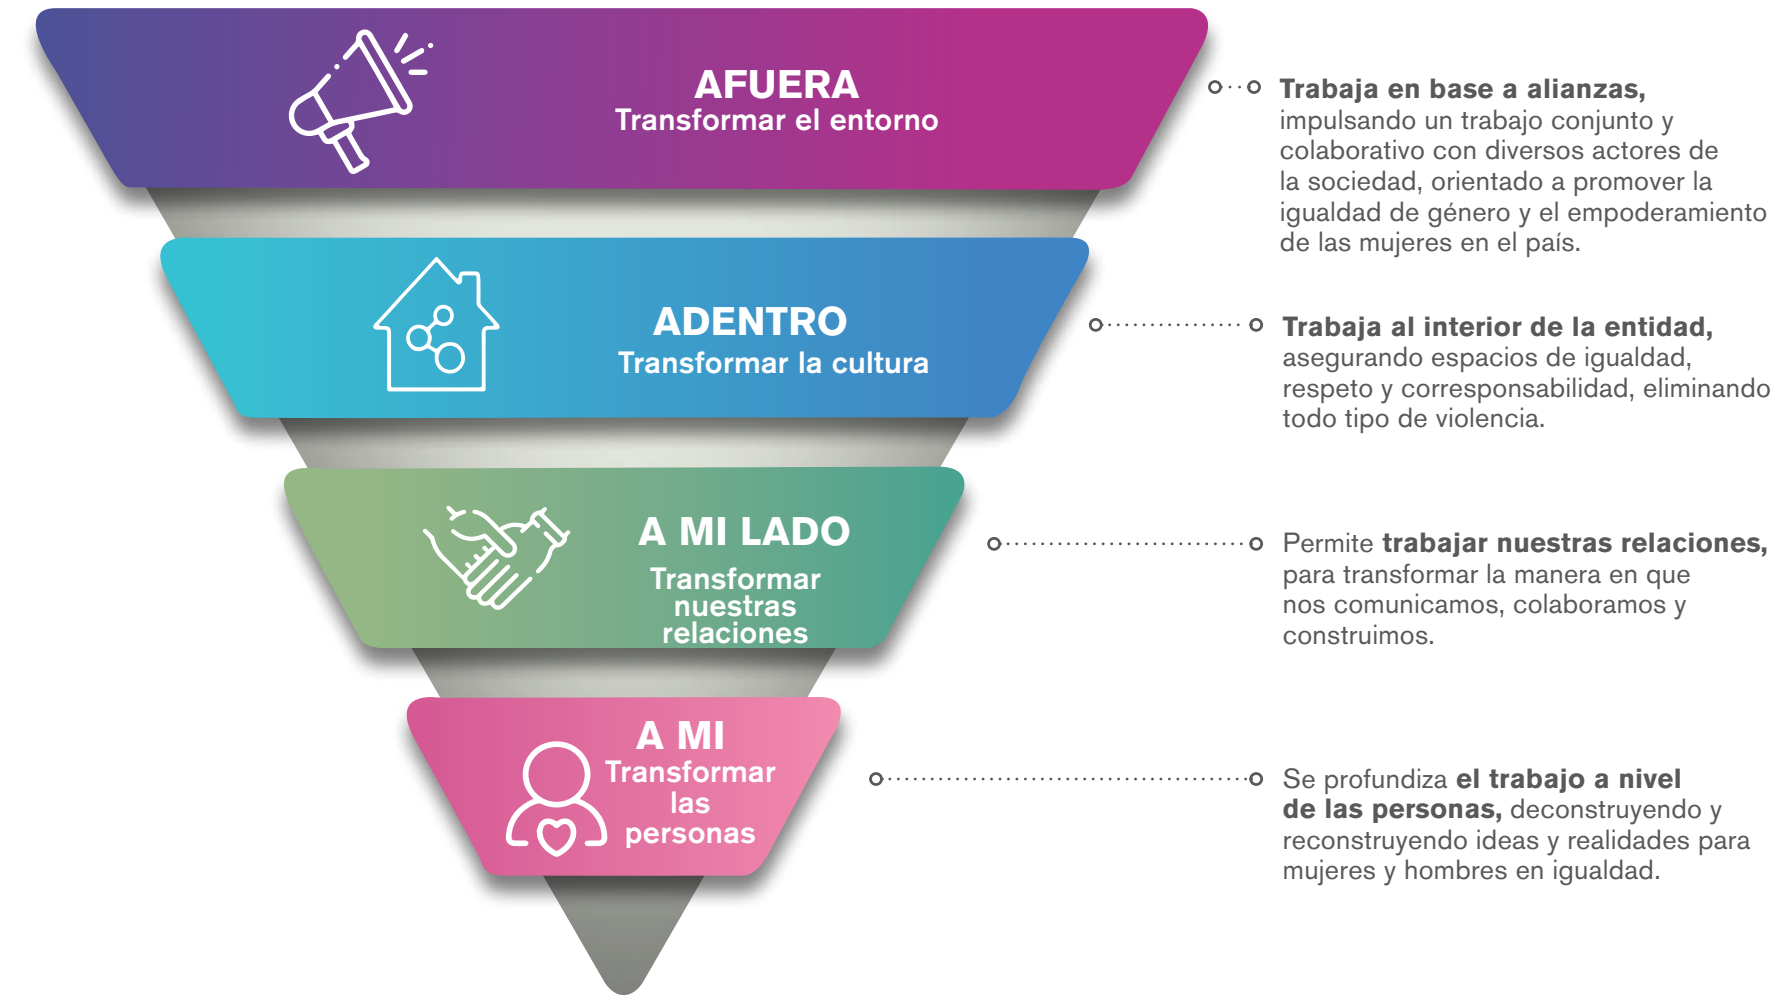 AFUERA
Transformar el entorno
Trabaja en base a alianzas,
impulsando un trabajo conjunto y
colaborativo con diversos actores de
la sociedad, orientado a promover la
igualdad de género y el empoderamiento
de las mujeres en el país.
ADENTRO
Transformar la cultura
Trabaja al interior de la entidad,
asegurando espacios de igualdad,
respeto y corresponsabilidad, eliminando
todo tipo de violencia.
A MI LADO
Transformar
nuestras
relaciones
Permite trabajar nuestras relaciones,
para transformar la manera en que
nos comunicamos, colaboramos y
construimos.
A MI
Transformar
las
personas
Se profundiza el trabajo a nivel
de las personas, deconstruyendo y
reconstruyendo ideas y realidades para
mujeres y hombres en igualdad.